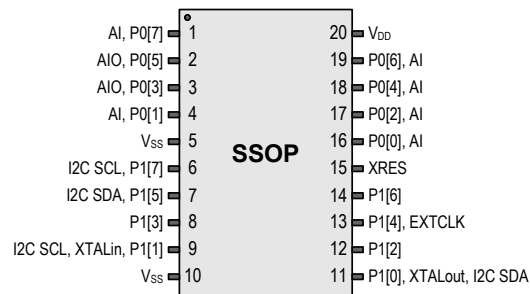 AI, P0[7] 1 20 VDD
AIO, P0[5] 2 19 P0[6], AI
AIO, P0[3] 3 18 P0[4], AI
AI, P0[1] 4 17 P0[2], AI
Vss 5 16 P0[0], AI
SSOP
I2C SCL, P1[7] 6 15 XRES
I2C SDA, P1[5] 7 14 P1[6]
P1[3] 8 13 P1[4], EXTCLK
I2C SCL, XTALin, P1[1] 9 12 P1[2]
Vss 10 11 P1[0], XTALout, I2C SDA